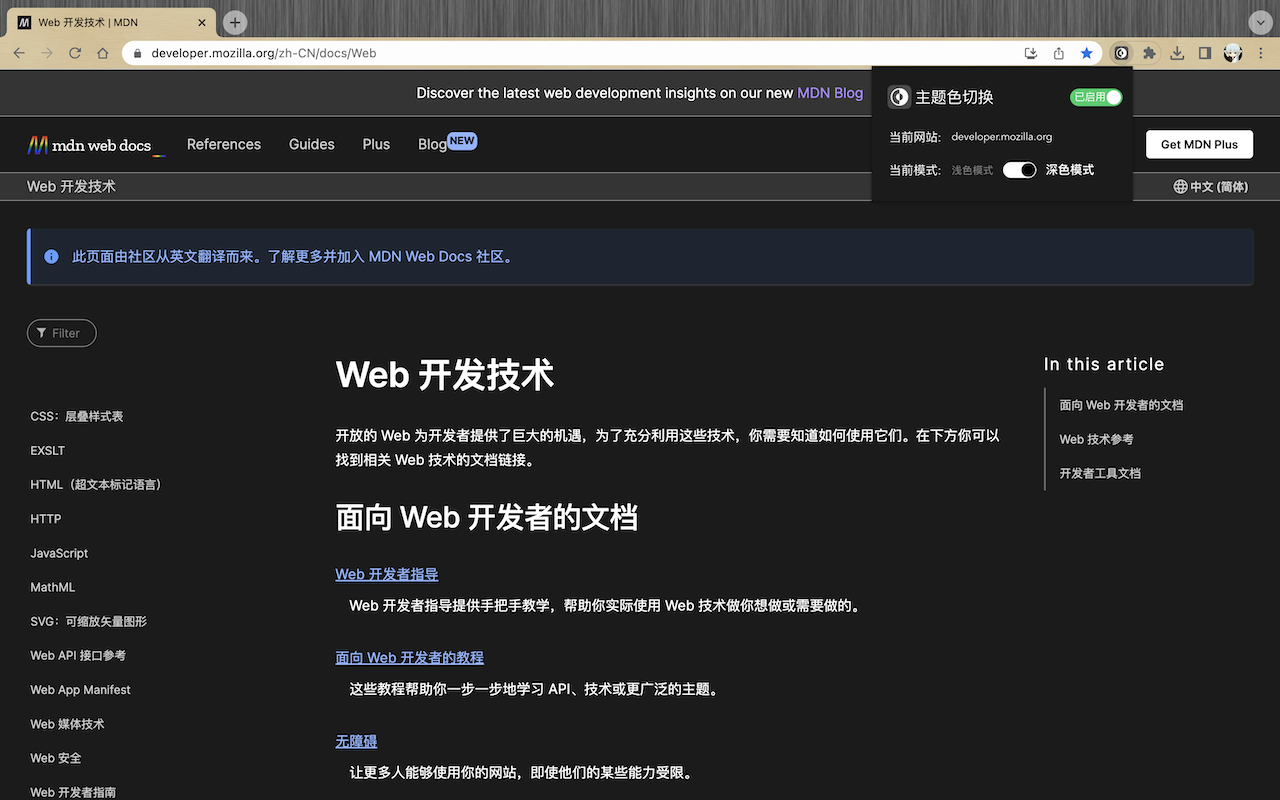 Web 开发技术 | MDN
developer.mozilla.org/zh-CN/docs/Web
Discover the latest web development insights on our new MDN Blog
主题色切换
已启用
当前网站: developer.mozilla.org
当前模式: 浅色模式 深色模式
mdn web docs_
References
Guides
Plus
Blog NEW
Get MDN Plus
Web 开发技术
中文 (简体)
此页面由社区从英文翻译而来。了解更多并加入 MDN Web Docs 社区。
Filter
CSS：层叠样式表
EXSLT
HTML（超文本标记语言）
HTTP
JavaScript
MathML
SVG：可缩放矢量图形
Web API 接口参考
Web App Manifest
Web 媒体技术
Web 安全
Web 开发者指南
Web 开发技术
开放的 Web 为开发者提供了巨大的机遇，为了充分利用这些技术，你需要知道如何使用它们。在下方你可以
找到相关 Web 技术的文档链接。
面向 Web 开发者的文档
Web 开发者指导
Web 开发者指导提供手把手教学，帮助你实际使用 Web 技术做你想做或需要做的。
面向 Web 开发者的教程
这些教程帮助你一步一步地学习 API、技术或更广泛的主题。
无障碍
让更多人能够使用你的网站，即使他们的某些能力受限。
In this article
面向 Web 开发者的文档
Web 技术参考
开发者工具文档